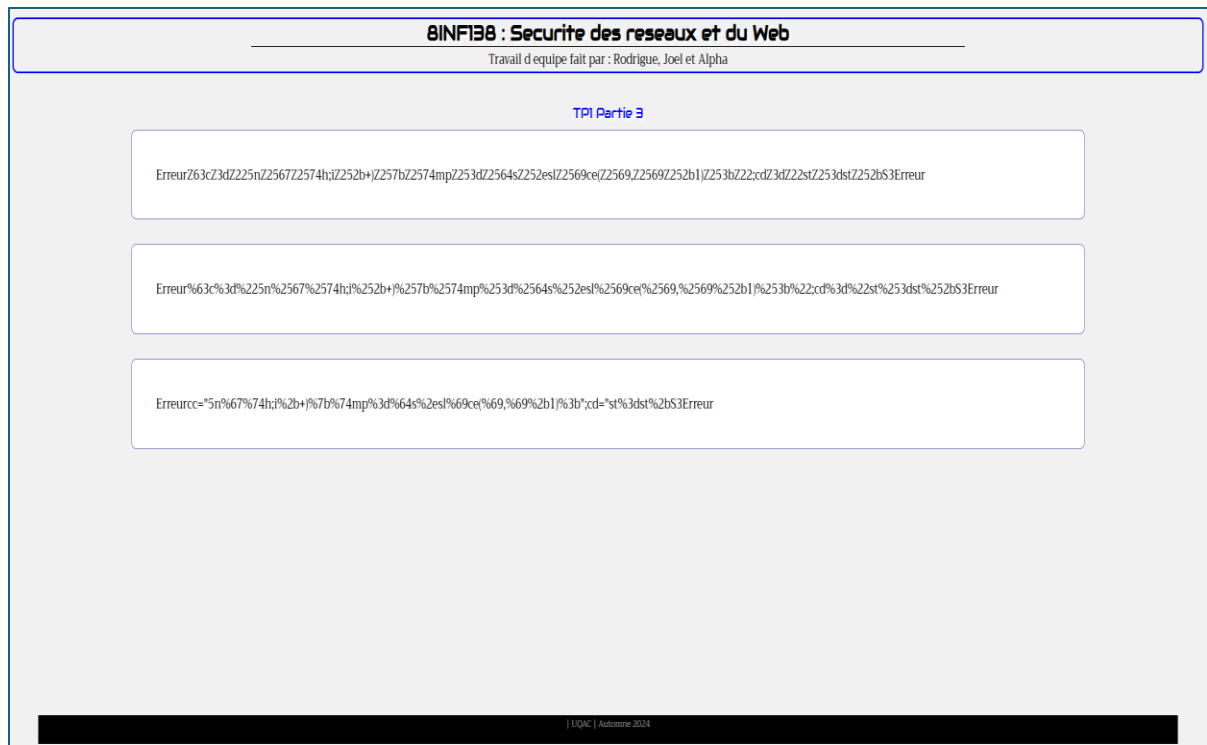 8INF138 : Securite des reseaux et du Web
Travail d equipe fait par : Rodrigue, Joel et Alpha
TP1 Partie 3
ErreurZ63cZ3dZ225nZ2567Z2574h;iZ252b+)Z257bZ2574mpZ253dZ2564sZ252eslZ2569ce(Z2569,Z2569Z252b1)Z253bZ22;cdZ3dZ22stZ253dstZ252bS3Erreur
Erreur%63c%3d%225n%2567%2574h;i%252b+)%257b%2574mp%253d%2564s%252esl%2569ce(%2569,%2569%252b1)%253b%22;cd%3d%22st%253dst%252bS3Erreur
Erreurcc="5n%67%74h;i%2b+)%7b%74mp%3d%64s%2esl%69ce(%69,%69%2b1)%3b";cd="st%3dst%2bS3Erreur
| UQAC | Automne 2024